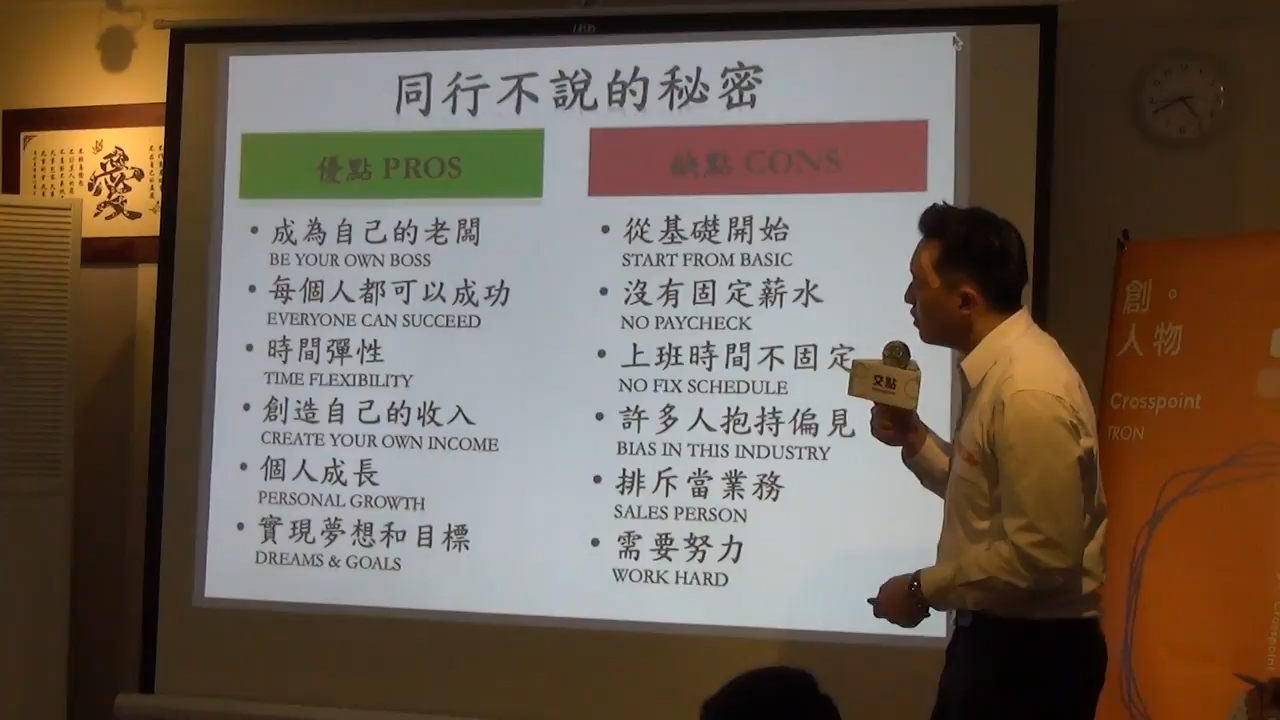 同行不說的秘密
優點 PROS
成為自己的老闆
BE YOUR OWN BOSS
每個人都可以成功
EVERYONE CAN SUCCEED
時間彈性
TIME FLEXIBILITY
創造自己的收入
CREATE YOUR OWN INCOME
個人成長
PERSONAL GROWTH
實現夢想和目標
DREAMS & GOALS
缺點 CONS
從基礎開始
START FROM BASIC
沒有固定薪水
NO PAYCHECK
上班時間不固定
NO FIX SCHEDULE
許多人抱持偏見
BIAS IN THIS INDUSTRY
排斥當業務
SALES PERSON
需要努力
WORK HARD
愛
交點
創。
人物
Crosspoint
TRON